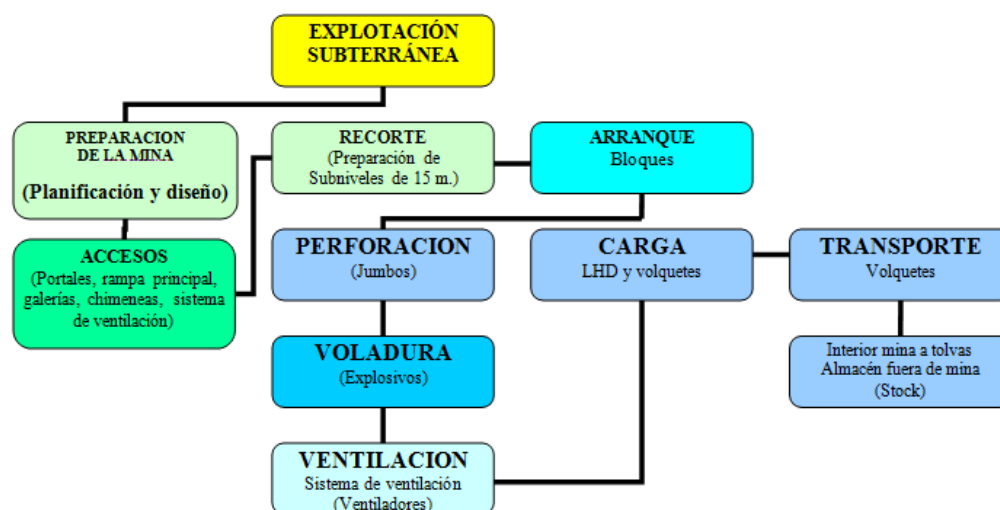 EXPLOTACIÓN
SUBTERRÁNEA
PREPARACION
DE LA MINA
(Planificación y diseño)
ACCESOS
(Portales, rampa principal,
galerías, chimeneas, sistema
de ventilación)
RECORTE
(Preparación de
Subniveles de 15 m.)
ARRANQUE
Bloques
PERFORACION
(Jumbos)
VOLADURA
(Explosivos)
VENTILACION
Sistema de ventilación
(Ventiladores)
CARGA
LHD y volquetes
TRANSPORTE
Volquetes
Interior mina a tolvas
Almacén fuera de mina
(Stock)